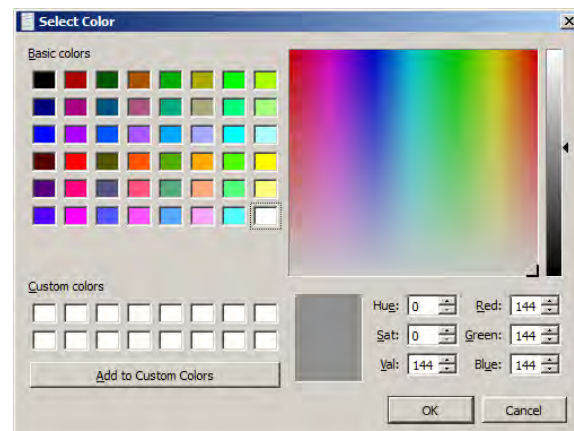 Select Color
Basic colors
Custom colors
Add to Custom Colors
Hue: 0 Red: 144
Sat: 0 Green: 144
Val: 144 Blue: 144
OK Cancel